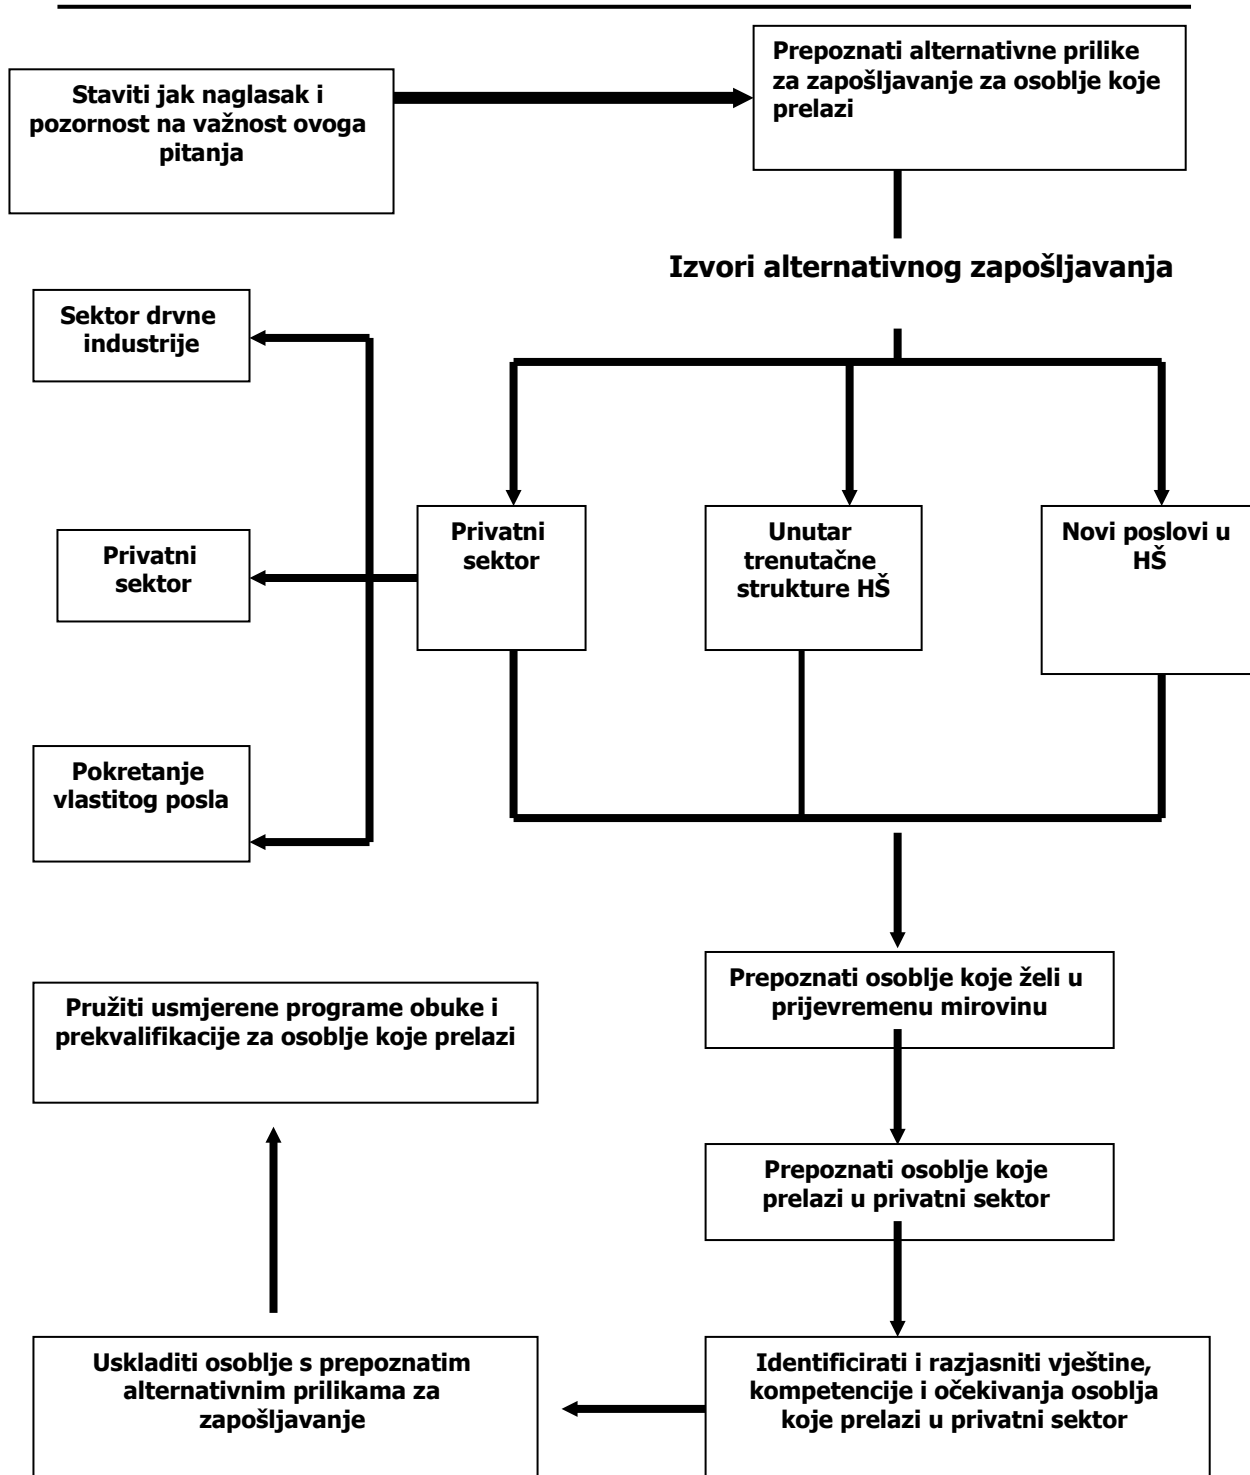 Staviti jak naglasak i
pozornost na važnost ovoga
pitanja
Prepoznati alternativne prilike
za zapošljavanje za osoblje koje
prelazi
Izvori alternativnog zapošljavanja
Sektor drvne
industrije
Privatni
sektor
Pokretanje
vlastitog posla
Privatni
sektor
Unutar
trenutačne
strukture HŠ
Novi poslovi u
HŠ
Prepoznati osoblje koje želi u
prijevremenu mirovinu
Prepoznati osoblje koje
prelazi u privatni sektor
Identificirati i razjasniti vještine,
kompetencije i očekivanja osoblja
koje prelazi u privatni sektor
Uskladiti osoblje s prepoznatim
alternativnim prilikama za
zapošljavanje
Pružiti usmjerene programe obuke i
prekvalifikacije za osoblje koje prelazi